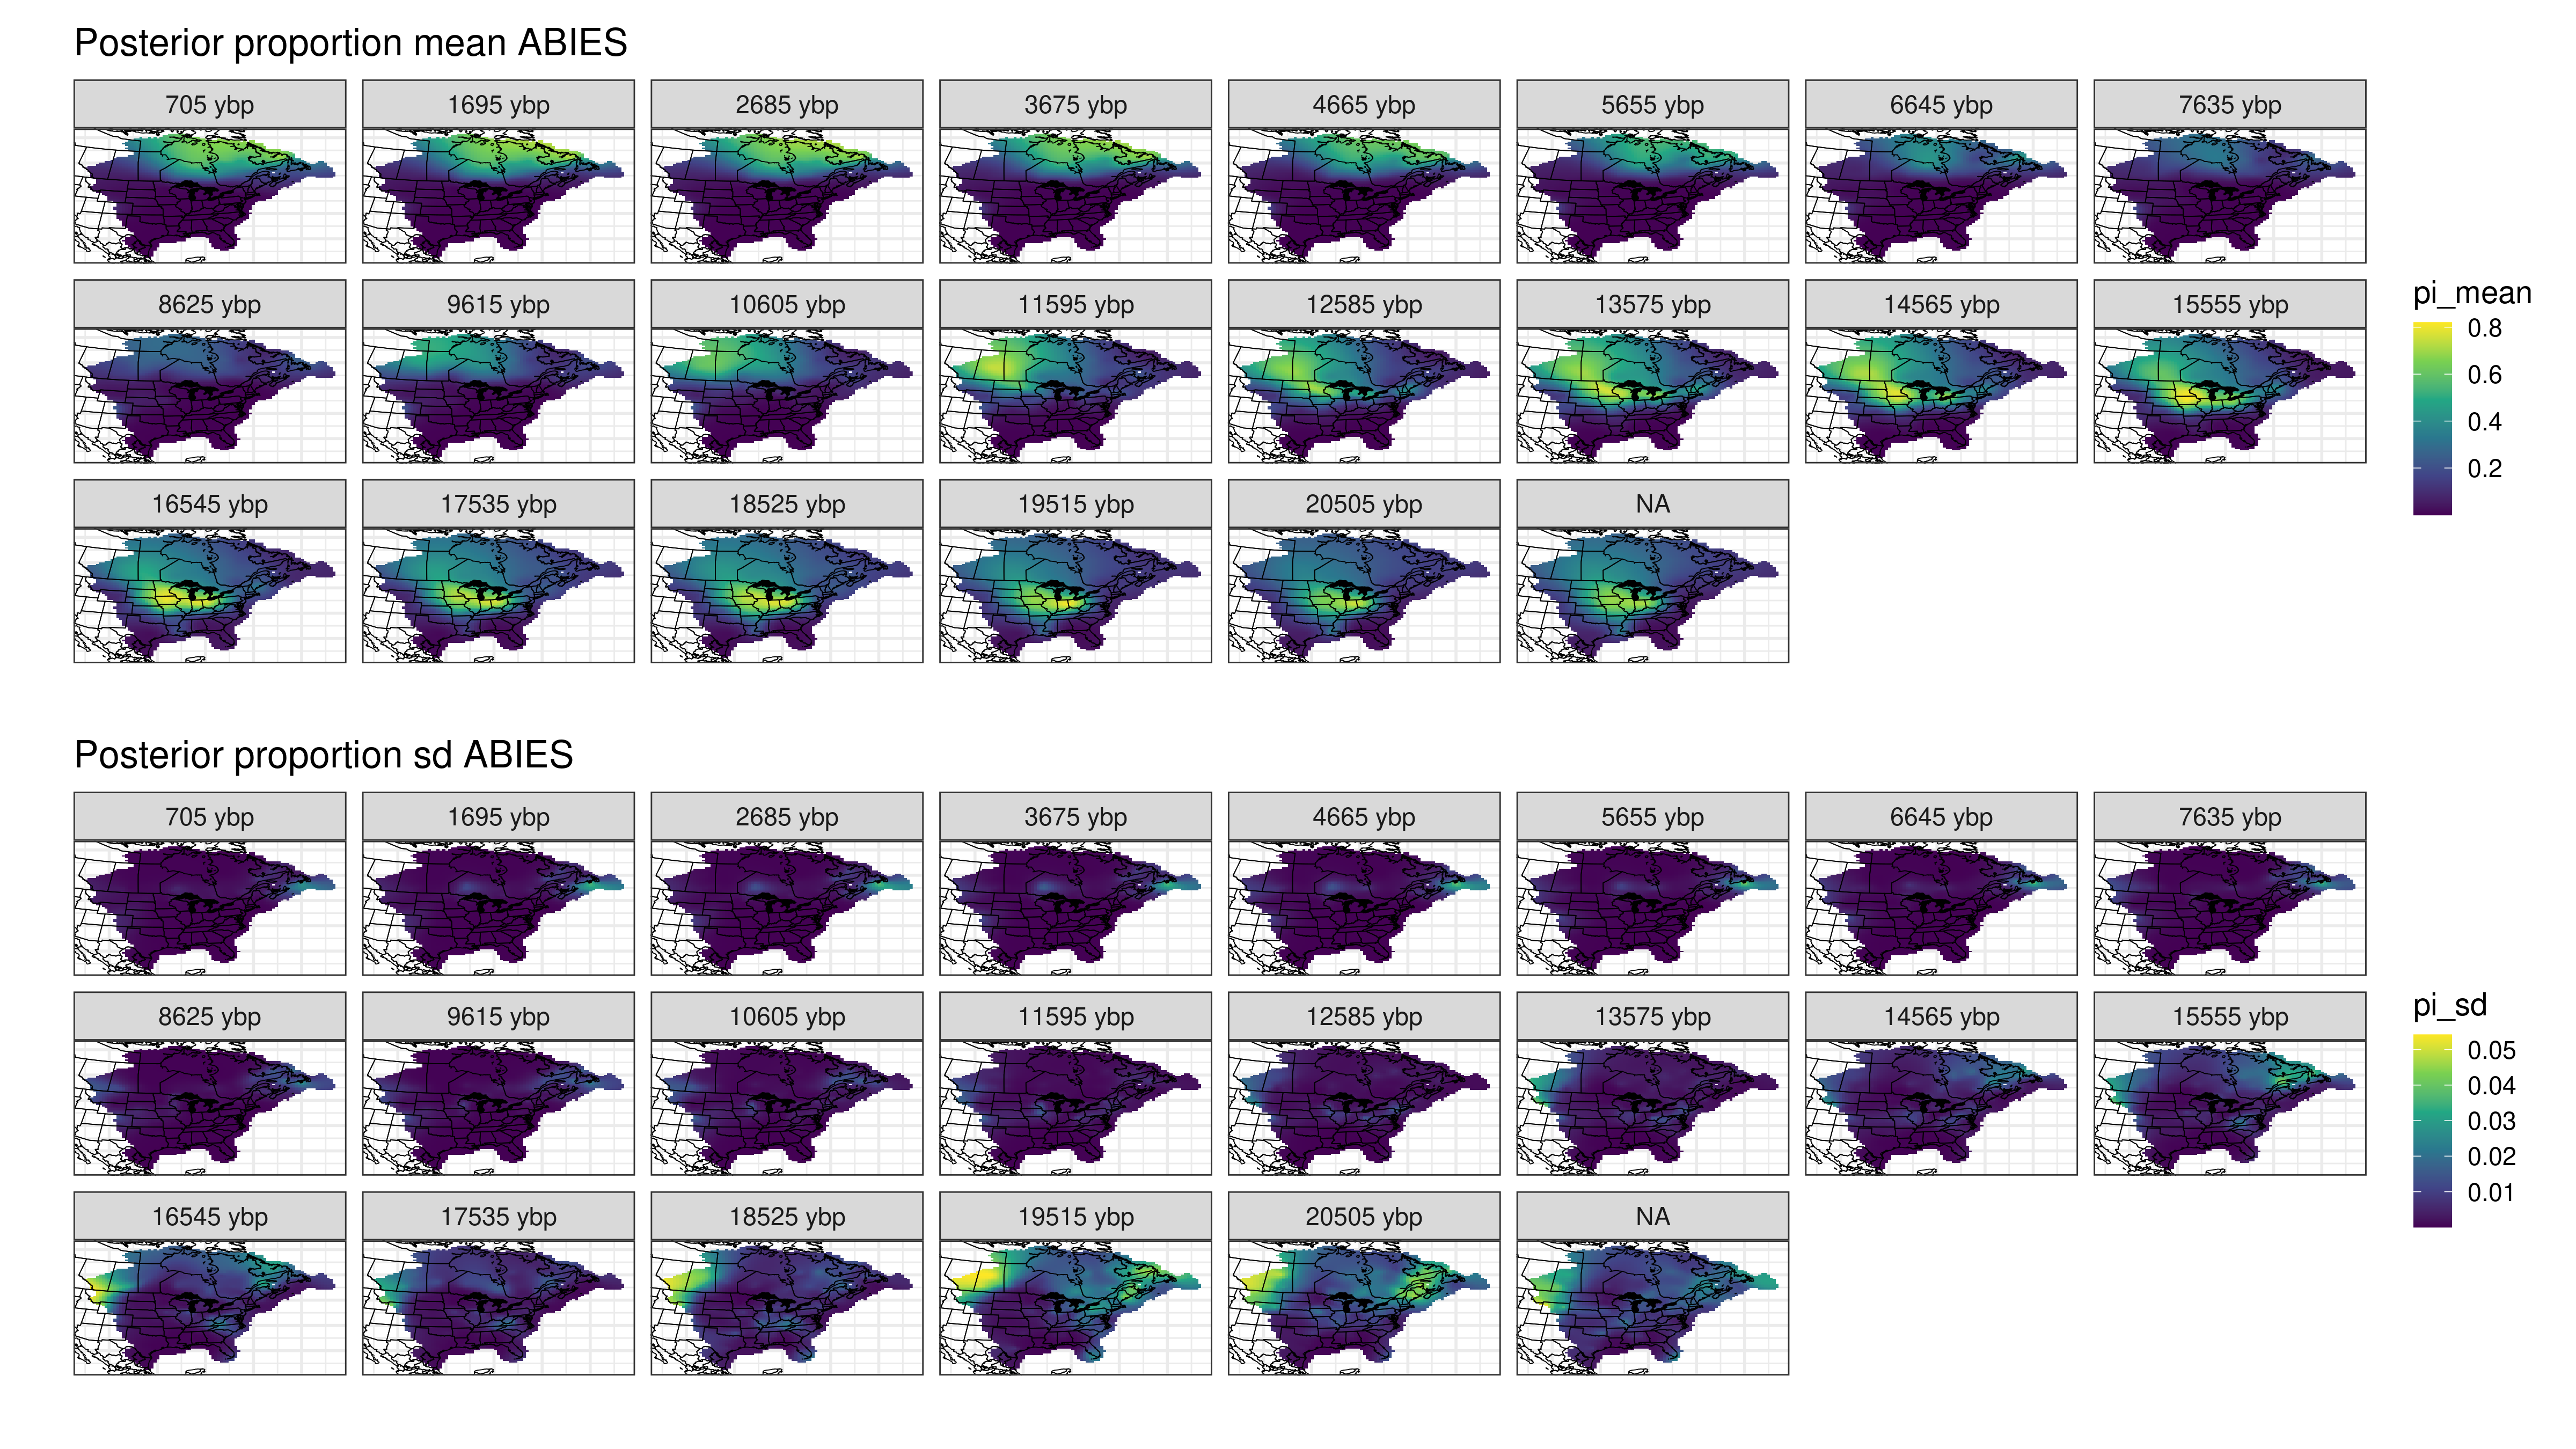 Posterior proportion mean ABIES
705 ybp 1695 ybp 2685 ybp 3675 ybp 4665 ybp 5655 ybp 6645 ybp 7635 ybp
8625 ybp 9615 ybp 10605 ybp 11595 ybp 12585 ybp 13575 ybp 14565 ybp 15555 ybp
16545 ybp 17535 ybp 18525 ybp 19515 ybp 20505 ybp NA
pi_mean
0.8
0.6
0.4
0.2
Posterior proportion sd ABIES
705 ybp 1695 ybp 2685 ybp 3675 ybp 4665 ybp 5655 ybp 6645 ybp 7635 ybp
8625 ybp 9615 ybp 10605 ybp 11595 ybp 12585 ybp 13575 ybp 14565 ybp 15555 ybp
16545 ybp 17535 ybp 18525 ybp 19515 ybp 20505 ybp NA
pi_sd
0.05
0.04
0.03
0.02
0.01